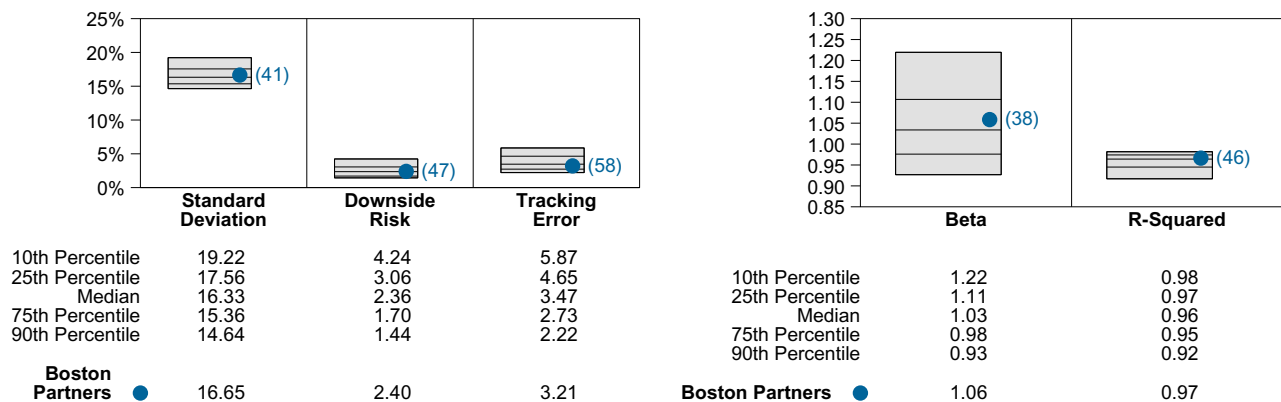 25%
20%
15%
10%
5%
0%
(41)
(47)
(58)
Standard Deviation
Downside Risk
Tracking Error
10th Percentile 19.22 4.24 5.87
25th Percentile 17.56 3.06 4.65
Median 16.33 2.36 3.47
75th Percentile 15.36 1.70 2.73
90th Percentile 14.64 1.44 2.22
Boston
Partners 16.65 2.40 3.21
1.30
1.25
1.20
1.15
1.10
1.05
1.00
0.95
0.90
0.85
(38)
(46)
Beta R-Squared
10th Percentile 1.22 0.98
25th Percentile 1.11 0.97
Median 1.03 0.96
75th Percentile 0.98 0.95
90th Percentile 0.93 0.92
Boston Partners 1.06 0.97